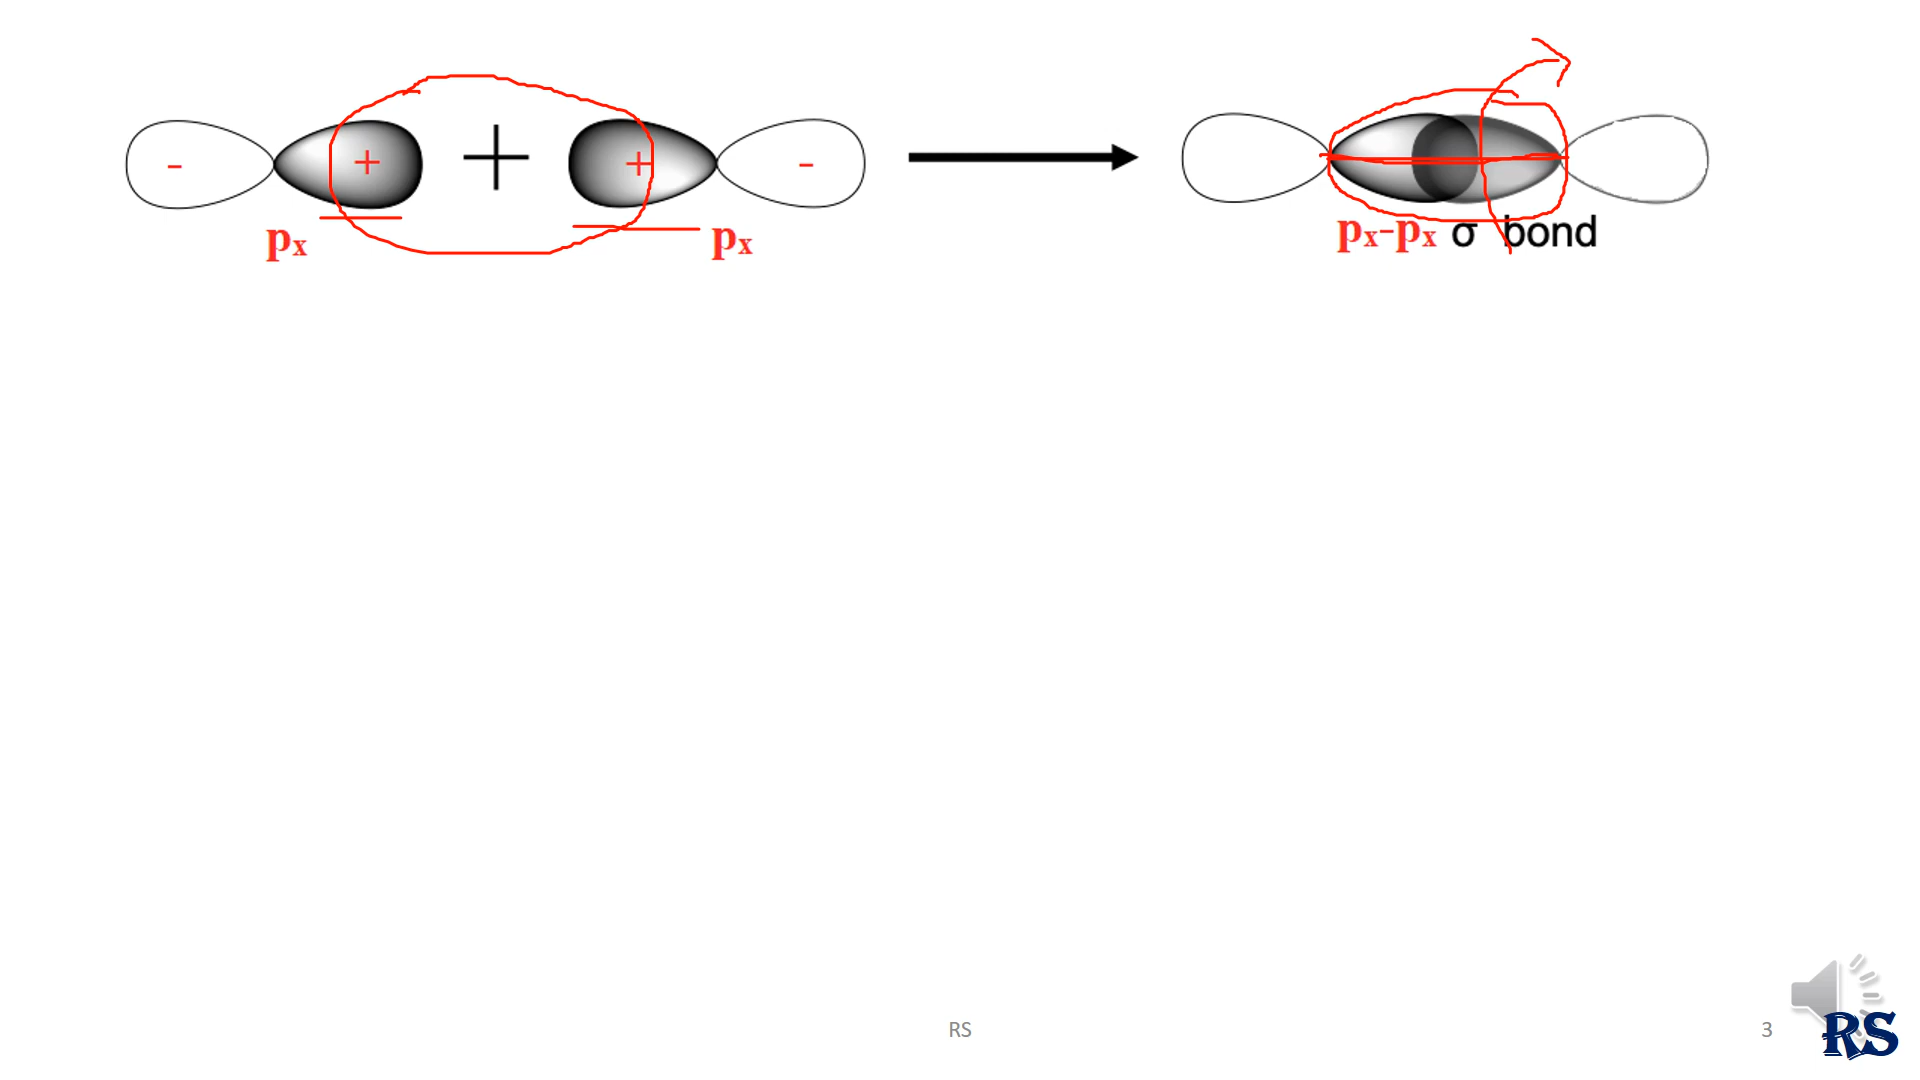 - + + + -
px px
px-px σ bond
RS 3
RS